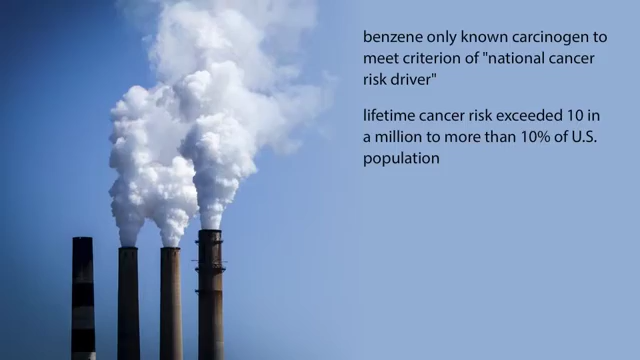 benzene only known carcinogen to
meet criterion of "national cancer
risk driver"
lifetime cancer risk exceeded 10 in
a million to more than 10% of U.S.
population